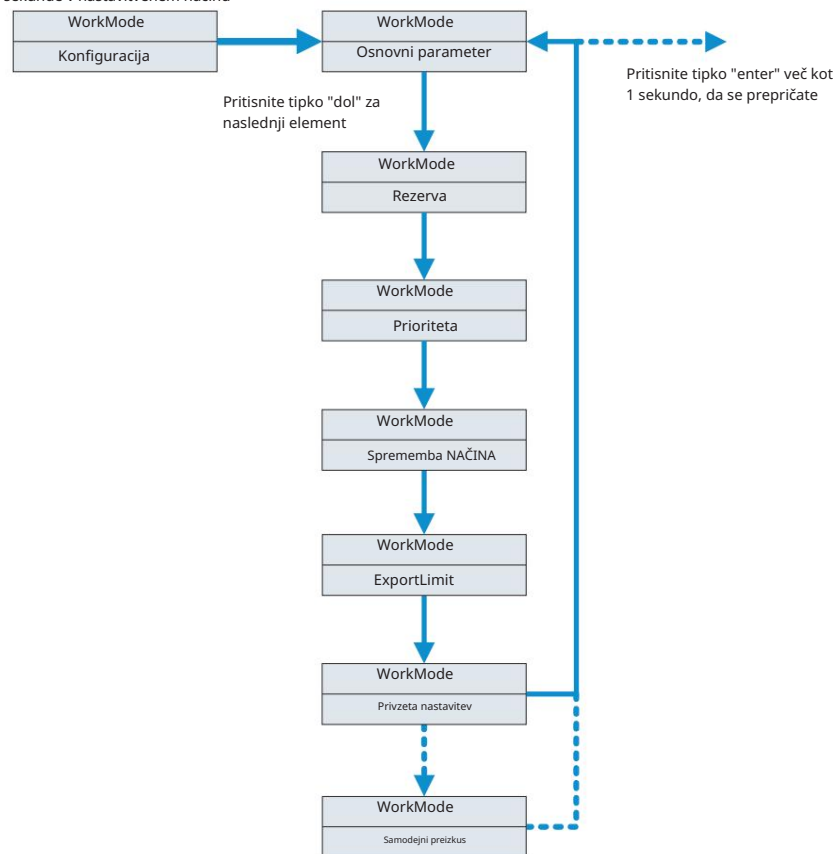 WorkMode
Konfiguracija
WorkMode
Osnovni parameter
Pritisnite tipko "enter" več kot
1 sekundo, da se prepričate
Pritisnite tipko "dol" za
naslednji element
WorkMode
Rezerva
WorkMode
Prioriteta
WorkMode
Sprememba NAČINA
WorkMode
ExportLimit
WorkMode
Privzeta nastavitev
WorkMode
Samodejni preizkus